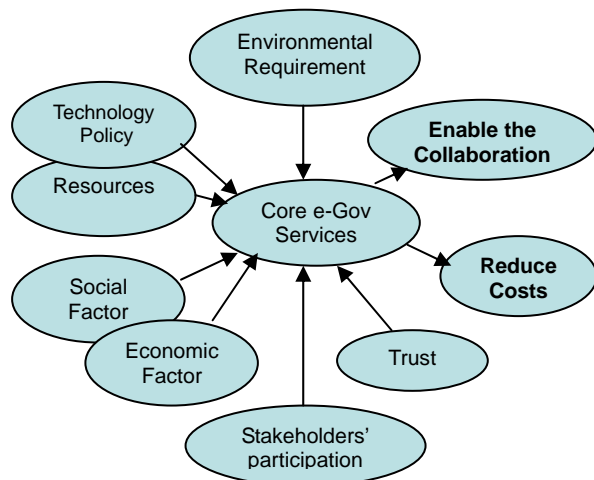 Environmental
Requirement
Technology
Policy
Enable the
Collaboration
Resources
Core e-Gov
Services
Reduce
Costs
Social
Factor
Economic
Factor
Trust
Stakeholders’
participation